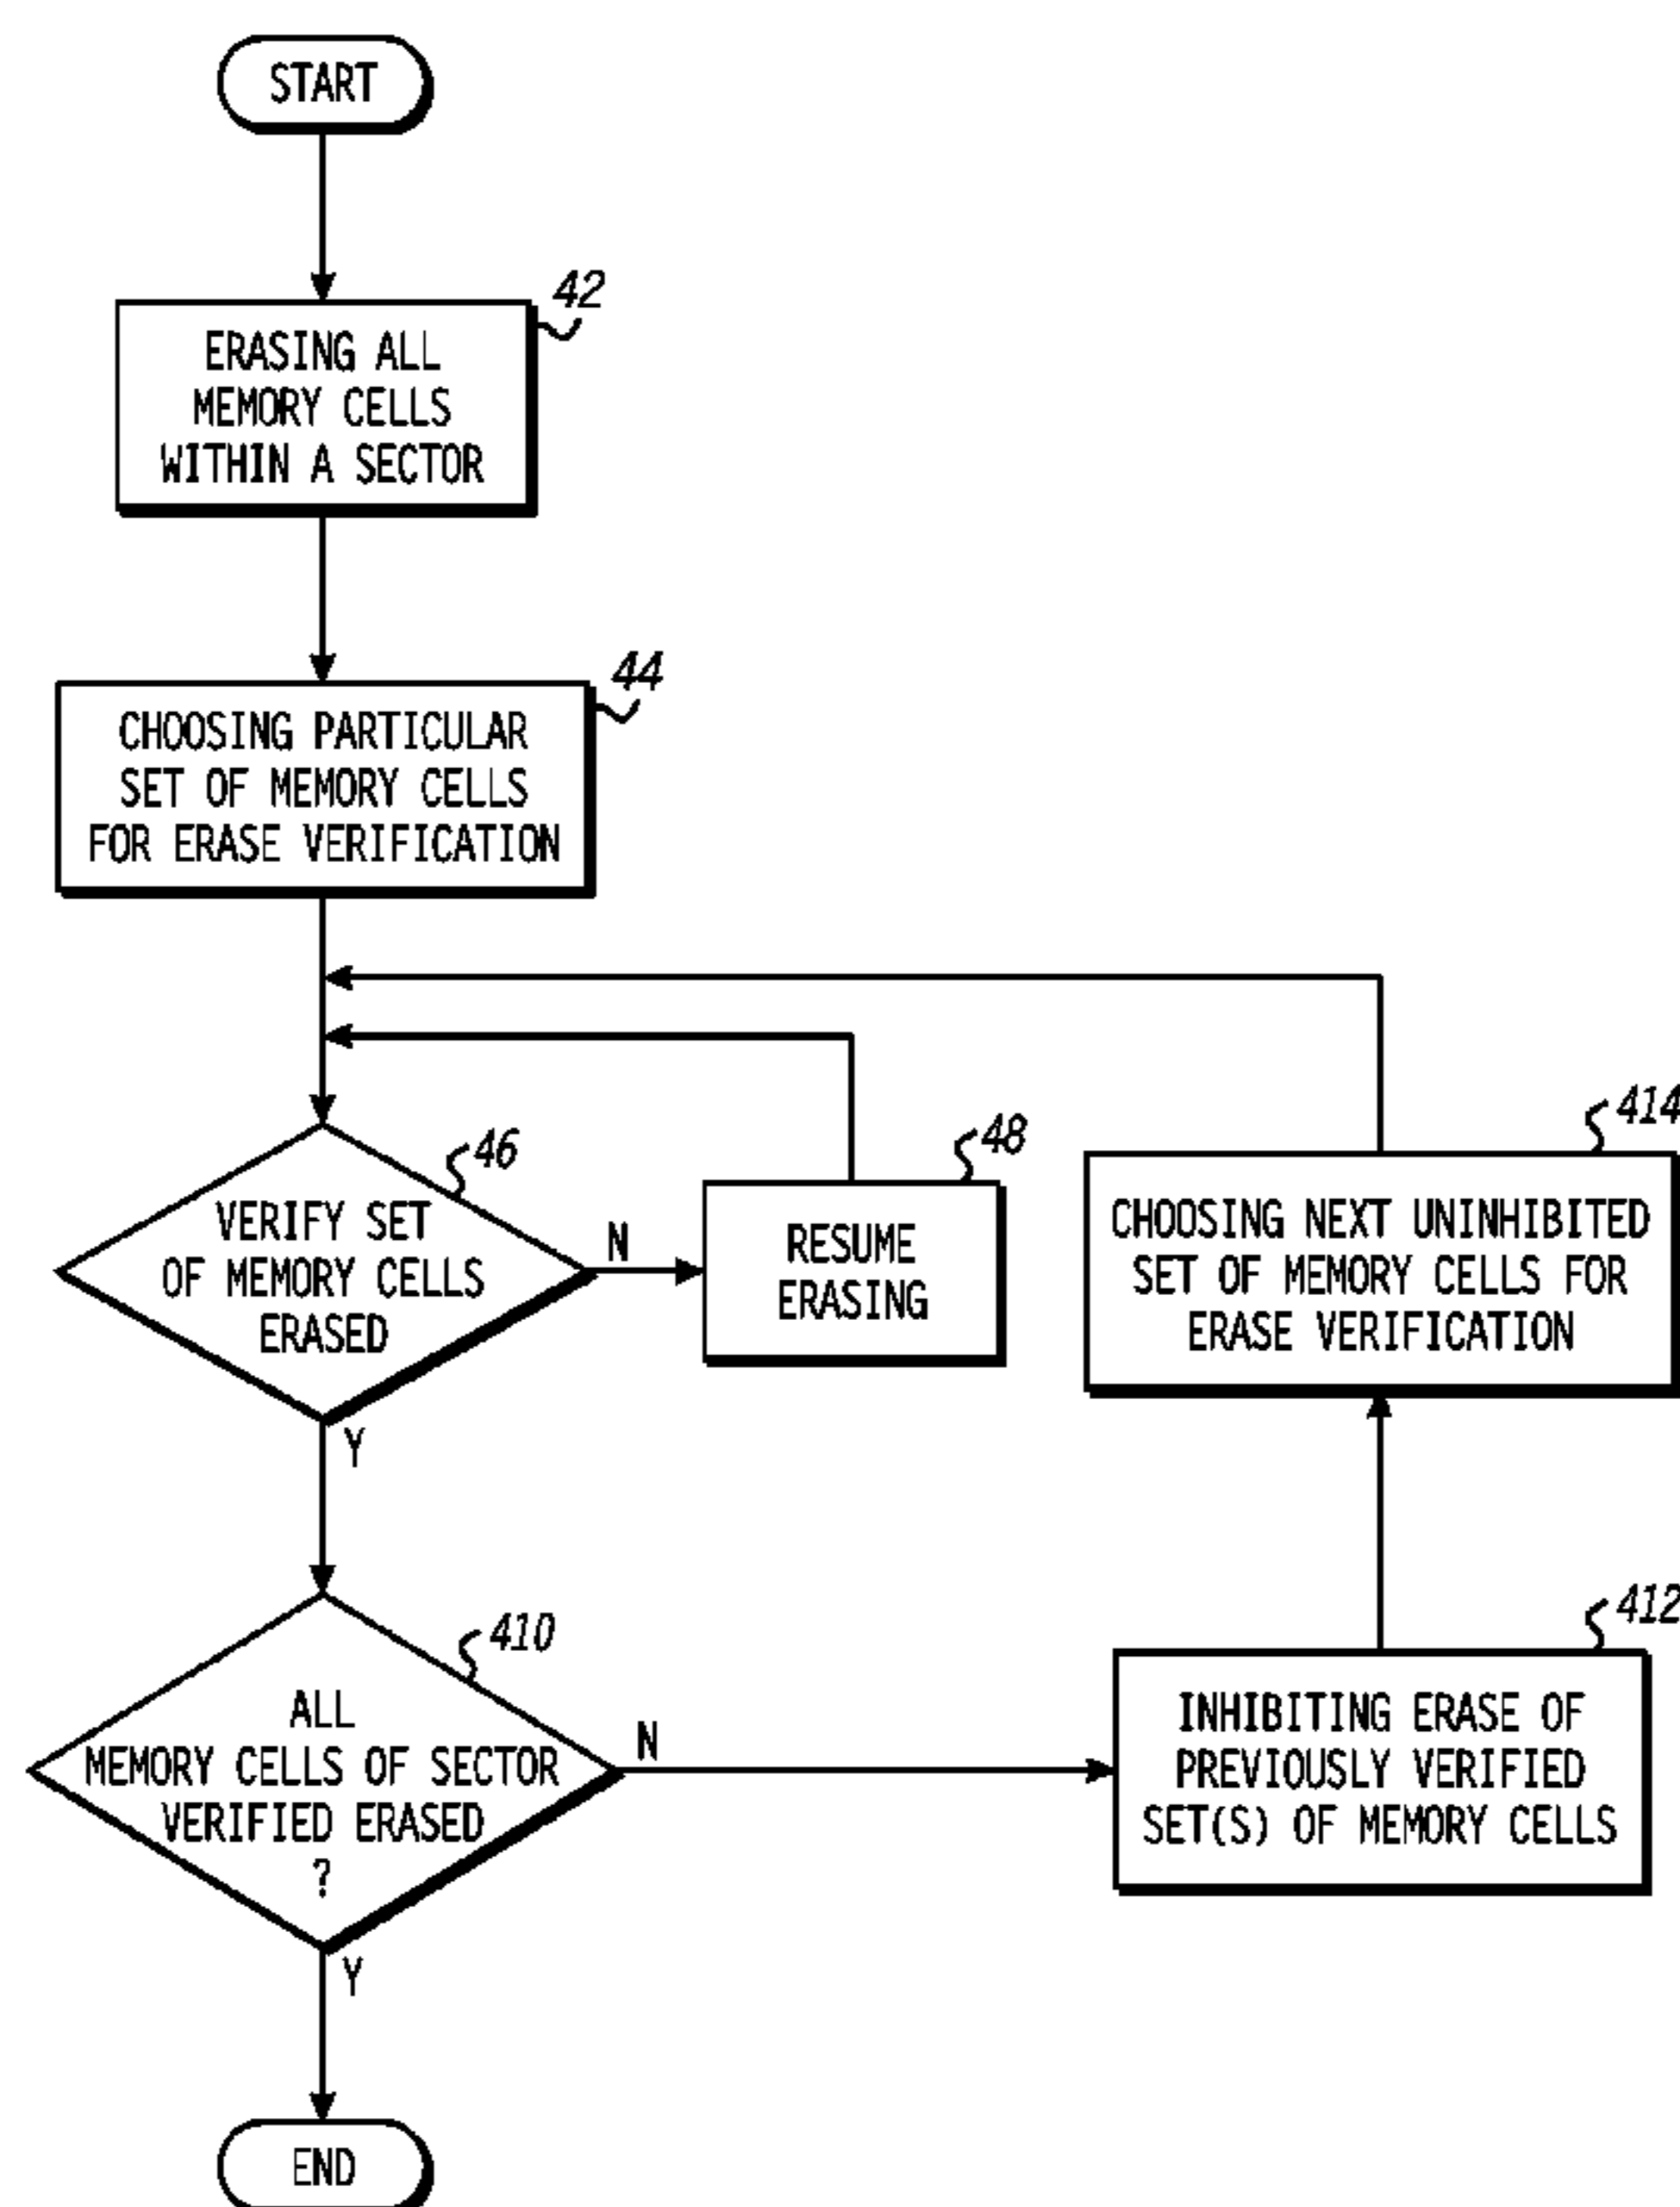 START
42
ERASING ALL
MEMORY CELLS
WITHIN A SECTOR
44
CHOOSING PARTICULAR
SET OF MEMORY CELLS
FOR ERASE VERIFICATION
46
VERIFY SET
OF MEMORY CELLS
ERASED
N
Y
48
RESUME
ERASING
414
CHOOSING NEXT UNINHIBITED
SET OF MEMORY CELLS FOR
ERASE VERIFICATION
410
ALL
MEMORY CELLS OF SECTOR
VERIFIED ERASED
?
N
Y
412
INHIBITING ERASE OF
PREVIOUSLY VERIFIED
SET(S) OF MEMORY CELLS
END